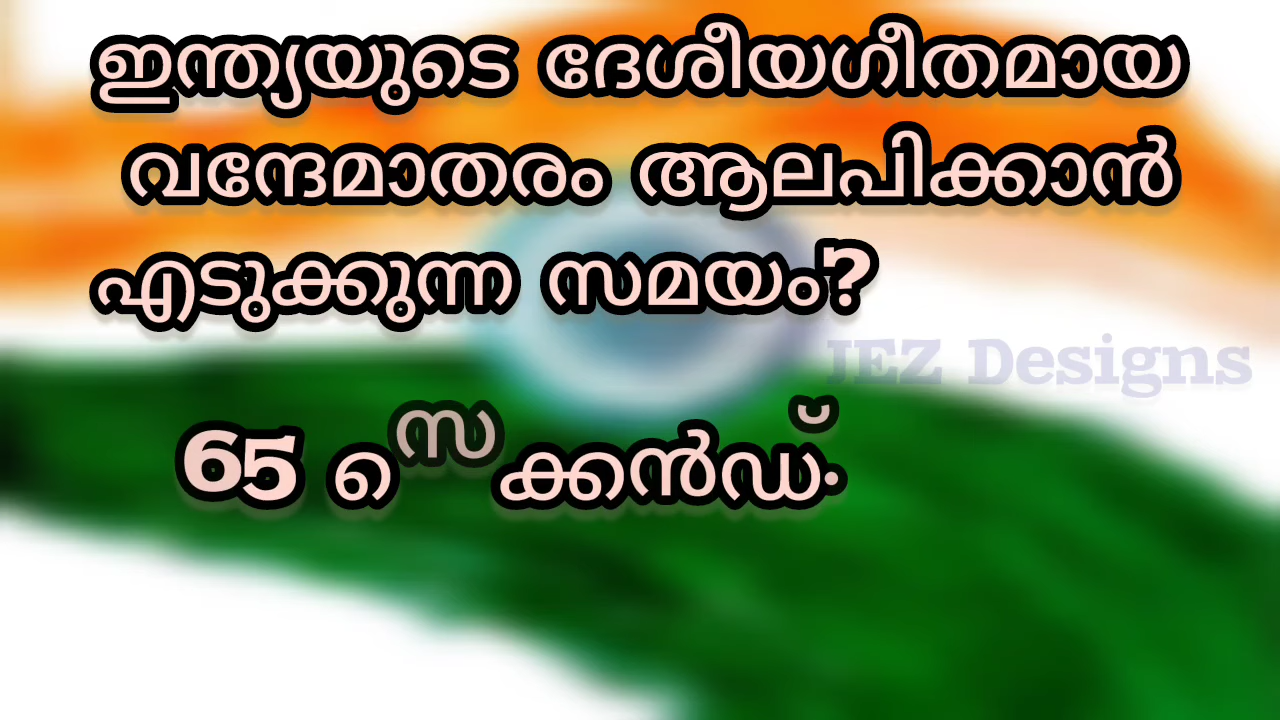 ഇന്ത്യയുടെ ദേശീയഗീതമായ
വന്ദേമാതരം ആലപിക്കാൻ
എടുക്കുന്ന സമയം?
JEZ Designs
65 സെക്കൻഡ്.